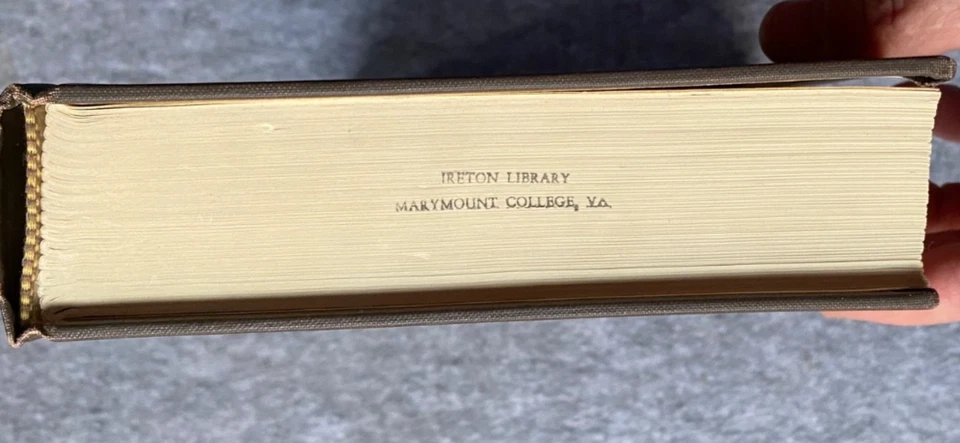 IRETON LIBRARY
MARYMOUNT COLLEGE, VA.